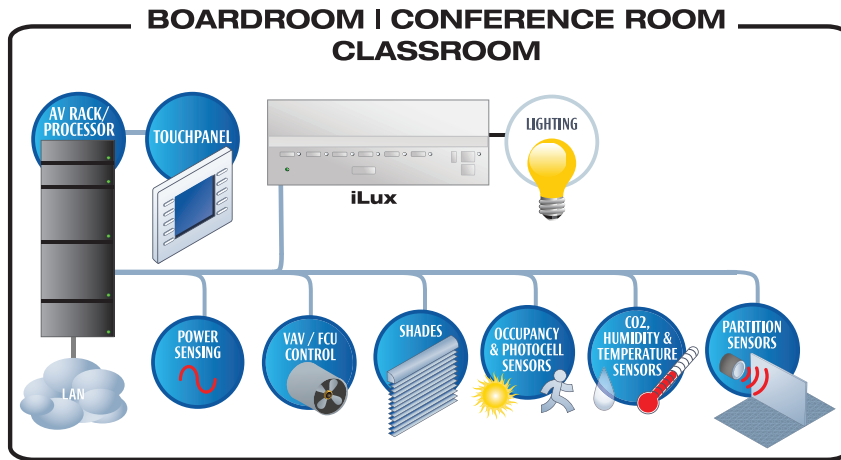 BOARDROOM | CONFERENCE ROOM
CLASSROOM
AV RACK/
PROCESSOR
TOUCHPANEL
iLux
LIGHTING
LAN
POWER
SENSING
VAV / FCU
CONTROL
SHADES
OCCUPANCY
& PHOTOCELL
SENSORS
CO2,
HUMIDITY &
TEMPERATURE
SENSORS
PARTITION
SENSORS